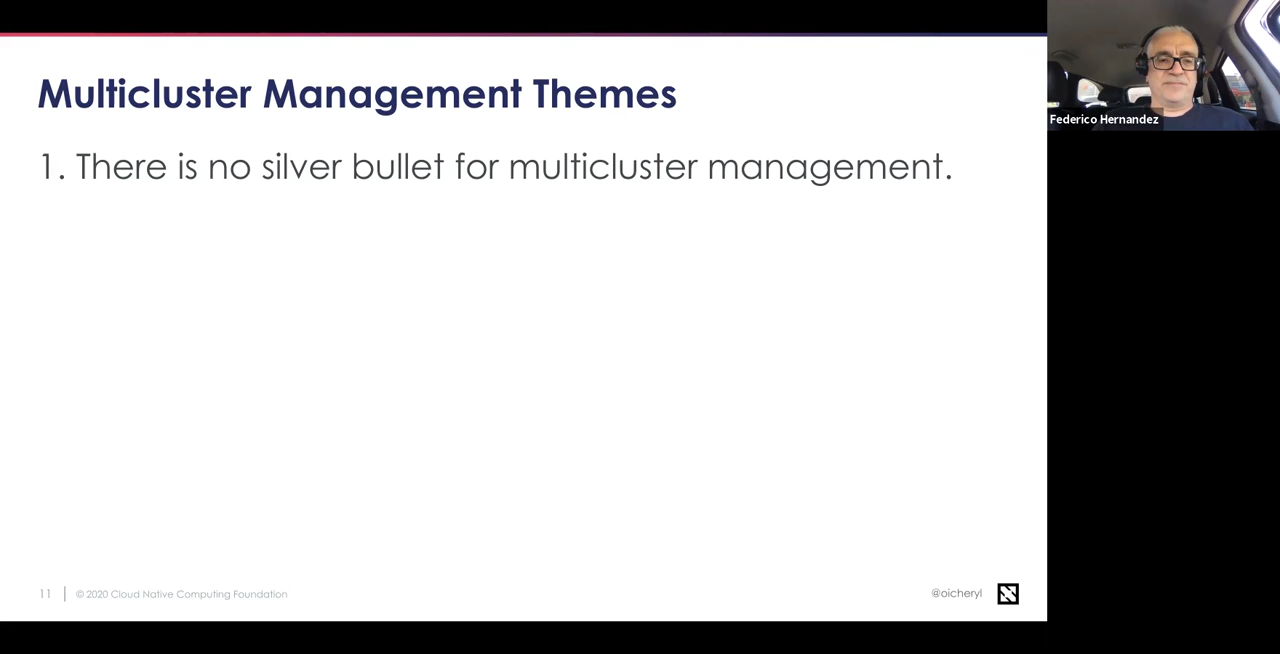 Multicluster Management Themes
1. There is no silver bullet for multicluster management.
11
© 2020 Cloud Native Computing Foundation
@oicheryl
Federico Hernandez